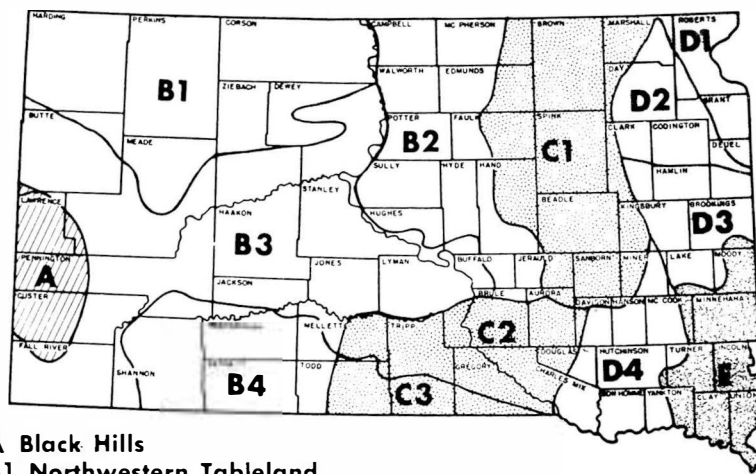 HARDING PERKINS CORSON CAMPBELL MC PHERSON BROWN MARSHALL ROBERTS
D1
WALWORTH EDMUNDS DAY
B1 ZIEBACH DEWEY D2
GRANT
BUTTE POTTER FAULK SPINK
MEADE B2 C1 CLARK CODINGTON
DEUEL
SULLY HYDE HAND HAMLIN
STANLEY
LAWRENCE BEADLE KINGSBURY BROOKINGS
HAAKON HUGHES D3
B3
PENNINGTON JONES LYMAN BUFFALO JERAULD SANBORN MINER LAKE MOODY
A
JACKSON
CUSTER BRULE AURORA DAVISON HANSON MC COOK MINNEHAHA
MELLETTE TRIPP C2
FALL RIVER DOUGLAS HUTCHINSON TURNER LINCOLN
SHANNON B4 TODD GREGORY CHARLES MIX D4 E
C3 BON HOMME YANKTON CLAY UNION
A Black Hills
B1 Northwestern Tableland